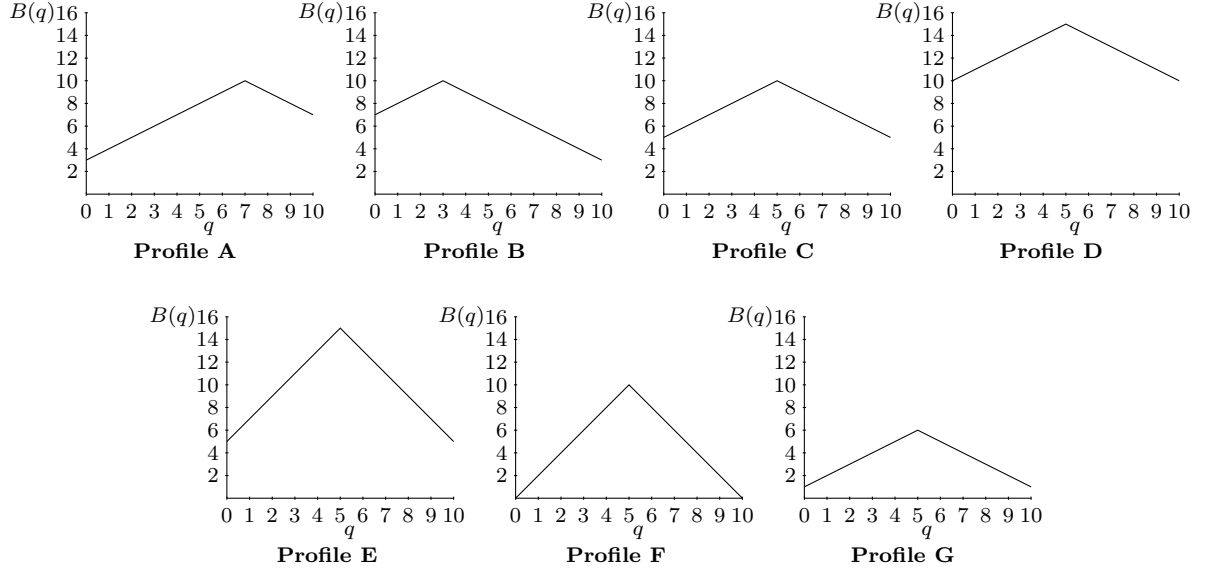 B(q) 16 14 12 10 8 6 4 2
0 1 2 3 4 5 6 7 8 9 10
q
Profile A
B(q) 16 14 12 10 8 6 4 2
0 1 2 3 4 5 6 7 8 9 10
q
Profile B
B(q) 16 14 12 10 8 6 4 2
0 1 2 3 4 5 6 7 8 9 10
q
Profile C
B(q) 16 14 12 10 8 6 4 2
0 1 2 3 4 5 6 7 8 9 10
q
Profile D
B(q) 16 14 12 10 8 6 4 2
0 1 2 3 4 5 6 7 8 9 10
q
Profile E
B(q) 16 14 12 10 8 6 4 2
0 1 2 3 4 5 6 7 8 9 10
q
Profile F
B(q) 16 14 12 10 8 6 4 2
0 1 2 3 4 5 6 7 8 9 10
q
Profile G